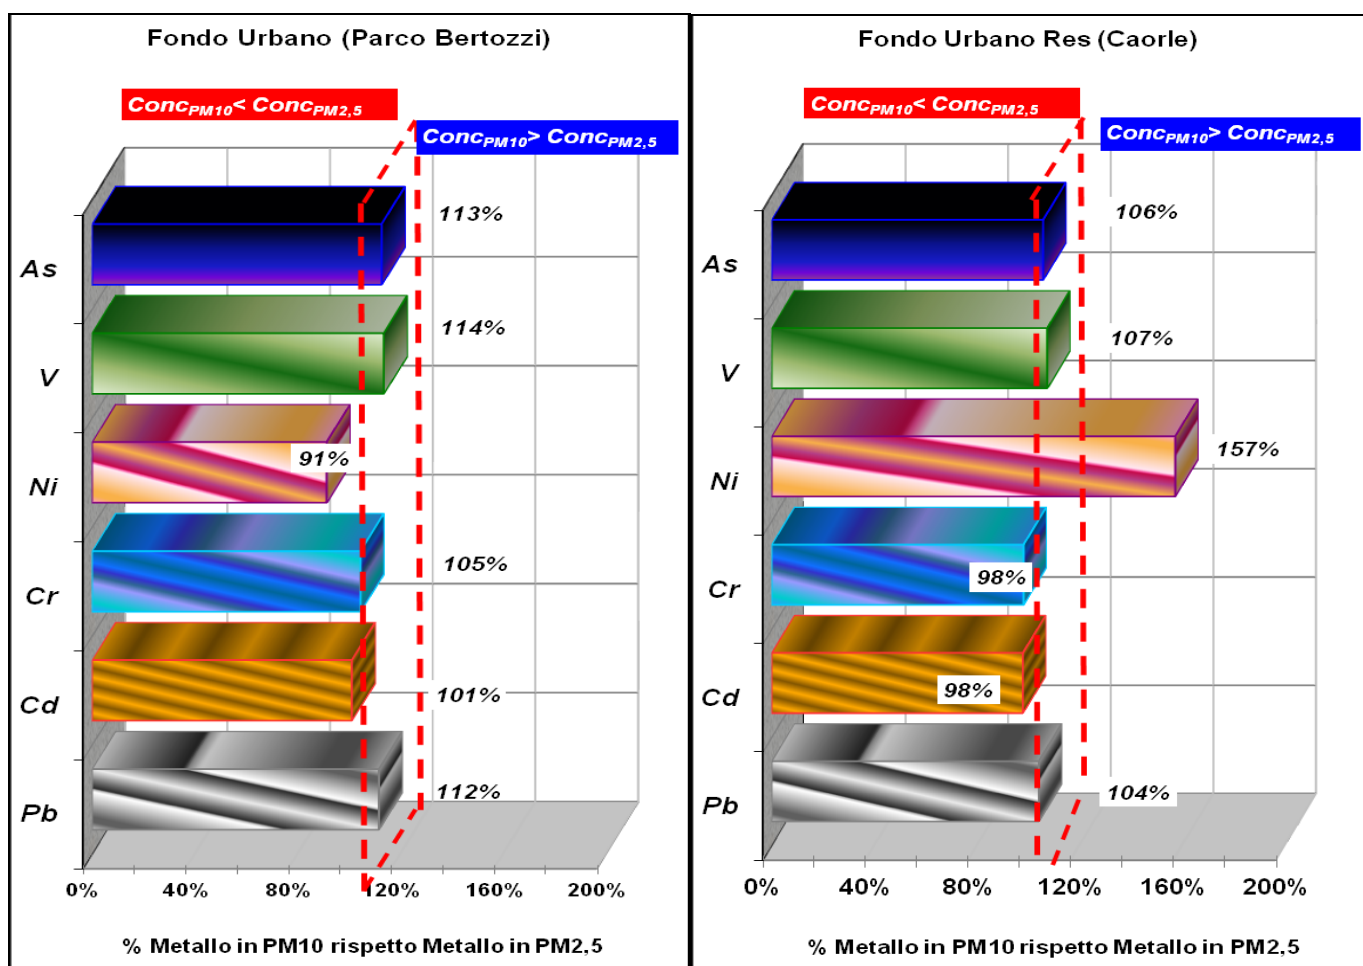 Fondo Urbano (Parco Bertozzi)
ConcPM10< ConcPM2,5
ConcPM10> ConcPM2,5
As
113%
V
114%
Ni
91%
Cr
105%
Cd
101%
Pb
112%
0% 40% 80% 120% 160% 200%
% Metallo in PM10 rispetto Metallo in PM2,5
Fondo Urbano Res (Caorle)
ConcPM10< ConcPM2,5
ConcPM10> ConcPM2,5
As
106%
V
107%
Ni
157%
Cr
98%
Cd
98%
Pb
104%
0% 40% 80% 120% 160% 200%
% Metallo in PM10 rispetto Metallo in PM2,5